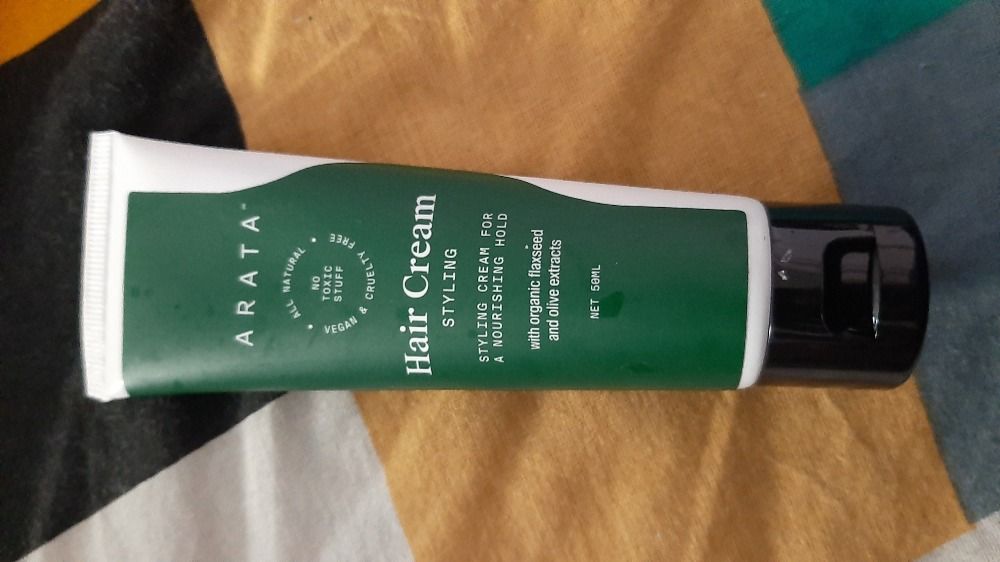 ARATA™
ALL NATURAL • VEGAN & CRUELTY FREE •
NO
TOXIC
STUFF
Hair Cream
STYLING
STYLING CREAM FOR
A NOURISHING HOLD
with organic flaxseed
and olive extracts
NET 50ML